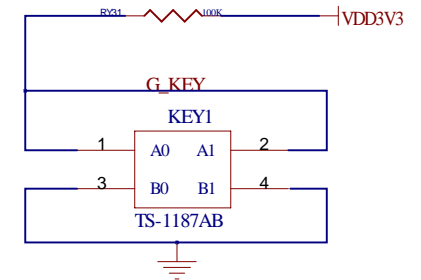 RY31 100K VDD3V3
G_KEY
KEY1
1 A0 A1 2
3 B0 B1 4
TS-1187AB